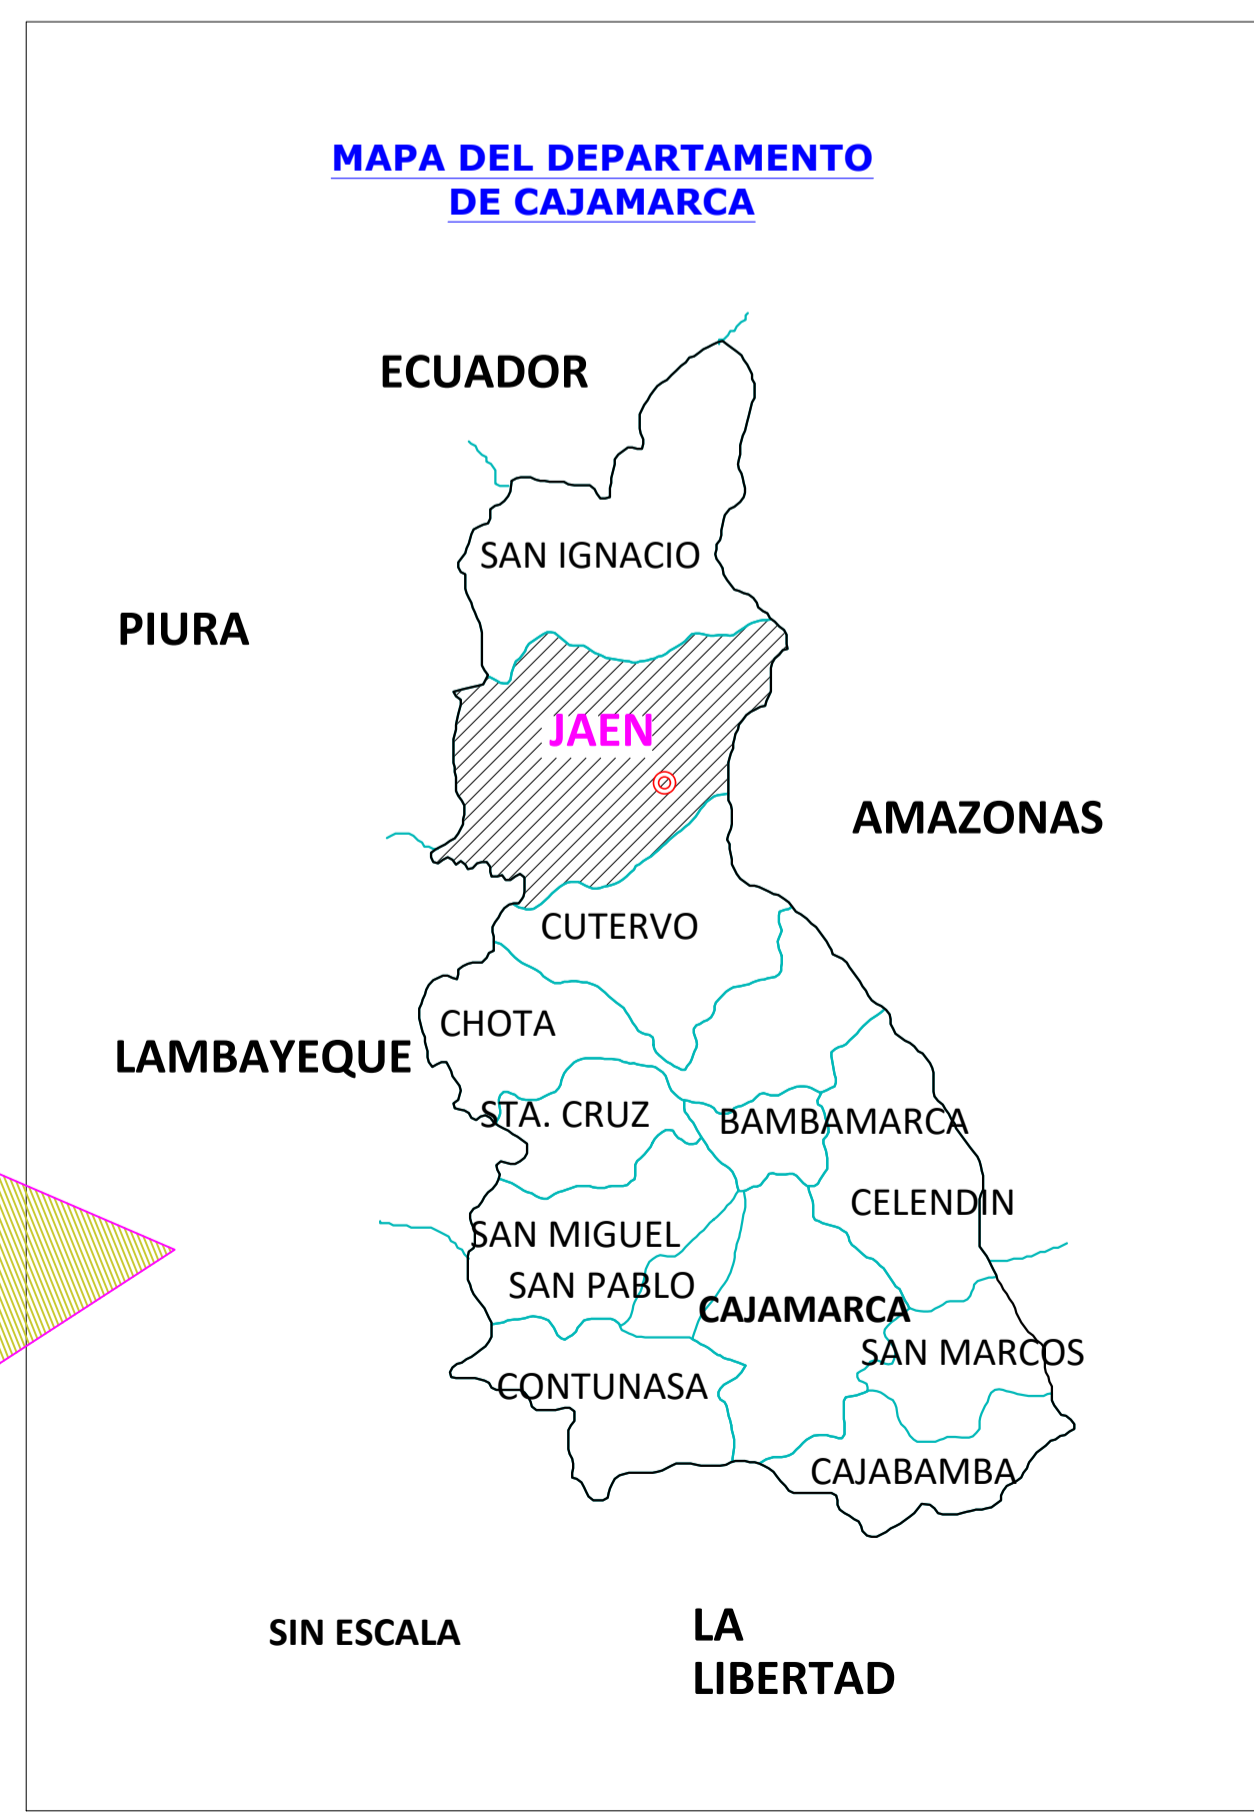 MAPA DEL DEPARTAMENTO
DE CAJAMARCA
ECUADOR
SAN IGNACIO
PIURA
JAEN
AMAZONAS
CUTERVO
CHOTA
LAMBAYEQUE
STA. CRUZ
BAMBAMARCA
CELENDIN
SAN MIGUEL
SAN PABLO
CAJAMARCA
SAN MARCOS
CONTUNASA
CAJABAMBA
SIN ESCALA
LA
LIBERTAD